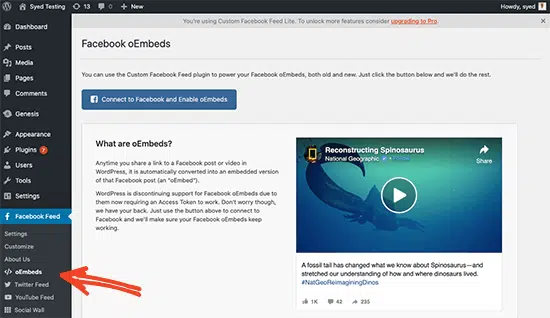 Syed Testing 13 0 + New Howdy, syed
You're using Custom Facebook Feed Lite. To unlock more features consider upgrading to Pro.
Dashboard
Posts
Media
Pages
Comments
Genesis
Appearance
Plugins 7
Users
Tools
Settings
Facebook Feed
Settings
Customize
About Us
oEmbeds
Twitter Feed
YouTube Feed
Social Wall
Facebook oEmbeds
You can use the Custom Facebook Feed plugin to power your Facebook oEmbeds, both old and new. Just click the button below and we'll do the rest.
Connect to Facebook and Enable oEmbeds
What are oEmbeds?
Anytime you share a link to a Facebook post or video in
WordPress, it is automatically converted into an embedded version
of that Facebook post (an "oEmbed").
WordPress is discontinuing support for Facebook oEmbeds due to
them now requiring an Access Token to work. Don't worry though,
we have your back. Just use the button above to connect to
Facebook and we'll make sure your Facebook oEmbeds keep
working.
Reconstructing Spinosaurus
National Geographic
Share
A fossil tail has changed what we know about Spinosaurus—and
stretched our understanding of how and where dinosaurs lived.
#NatGeoReimaginingDinos
1K 42 235